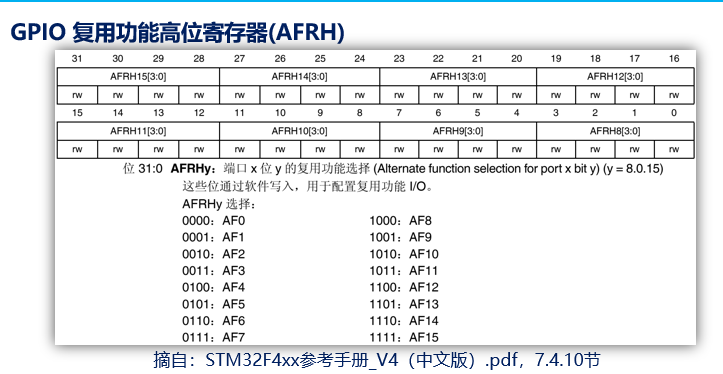 GPIO 复用功能高位寄存器(AFRH)
31 30 29 28 27 26 25 24 23 22 21 20 19 18 17 16
AFRH15[3:0] AFRH14[3:0] AFRH13[3:0] AFRH12[3:0]
rw rw rw rw rw rw rw rw rw rw rw rw rw rw rw rw
15 14 13 12 11 10 9 8 7 6 5 4 3 2 1 0
AFRH11[3:0] AFRH10[3:0] AFRH9[3:0] AFRH8[3:0]
rw rw rw rw rw rw rw rw rw rw rw rw rw rw rw rw
位 31:0 AFRHy：端口 x 位 y 的复用功能选择 (Alternate function selection for port x bit y) (y = 8.0.15)
这些位通过软件写入，用于配置复用功能 I/O。
AFRHy 选择：
0000：AF0 1000：AF8
0001：AF1 1001：AF9
0010：AF2 1010：AF10
0011：AF3 1011：AF11
0100：AF4 1100：AF12
0101：AF5 1101：AF13
0110：AF6 1110：AF14
0111：AF7 1111：AF15
摘自：STM32F4xx参考手册_V4（中文版）.pdf，7.4.10节